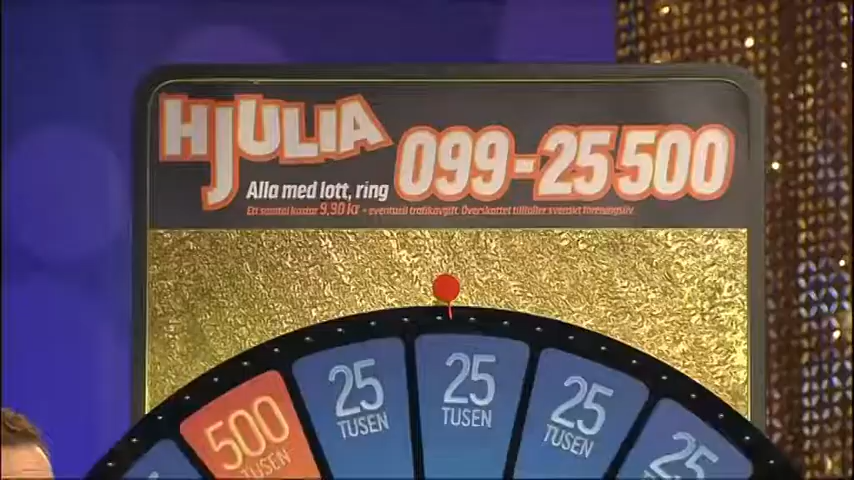 HJULIA
099-25 500
Alla med lott, ring
Ett samtal kostar 9,90 kr + eventuell trafikavgift. Överskottet tillfaller svenskt föreningsliv.
500
TUSEN
25
TUSEN
25
TUSEN
25
TUSEN
25